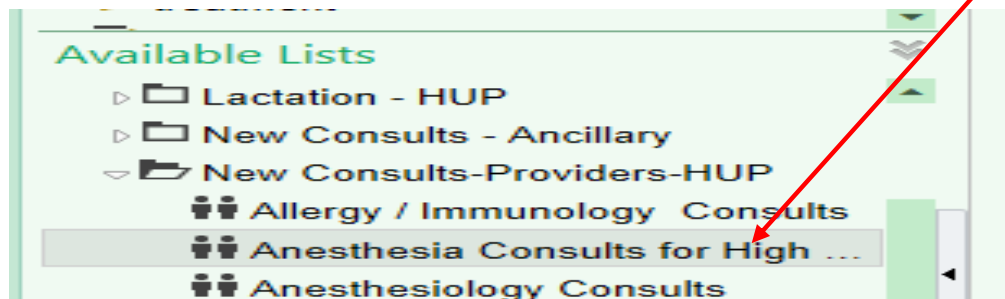 Available Lists
Lactation - HUP
New Consults - Ancillary
New Consults-Providers-HUP
Allergy / Immunology Consults
Anesthesia Consults for High ...
Anesthesiology Consults